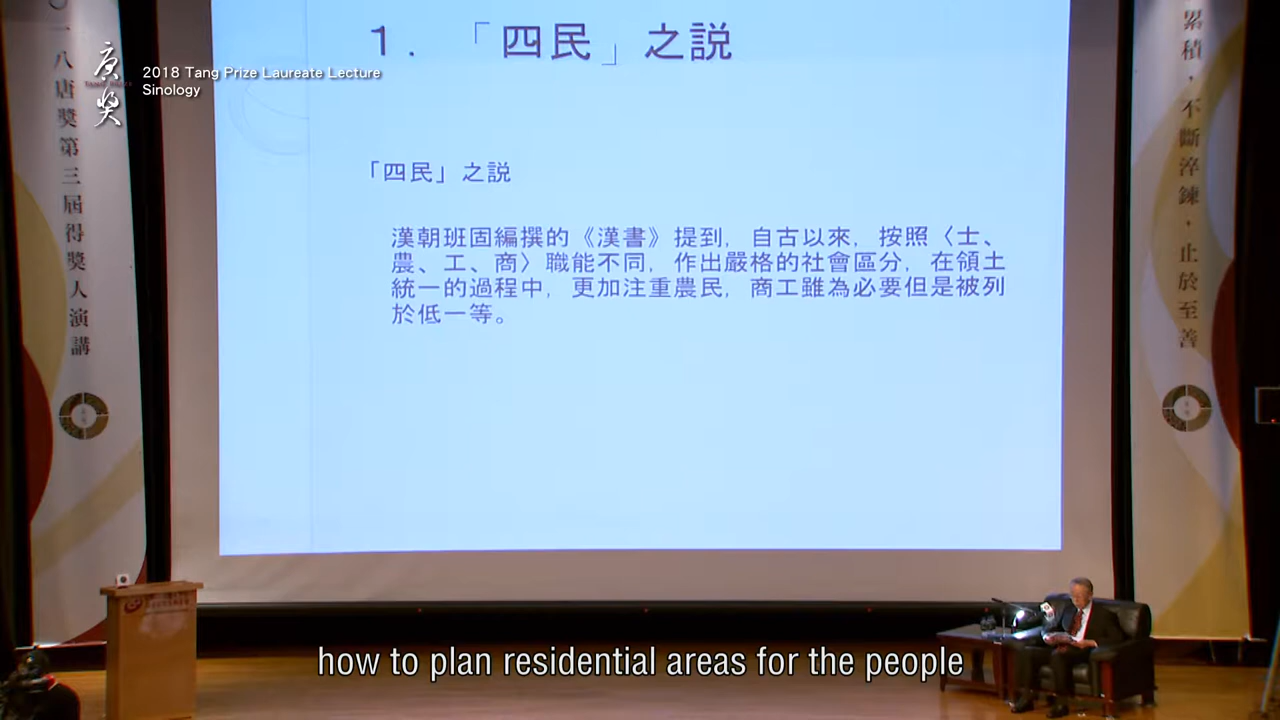 1. 「四民」之説
唐獎
2018 Tang Prize Laureate Lecture
Sinology
「四民」之説
漢朝班固編撰的《漢書》提到, 自古以來, 按照〈士、
農、工、商〉職能不同, 作出嚴格的社會區分, 在領土
統一的過程中, 更加注重農民, 商工雖為必要但是被列
於低一等。
〇一八唐獎第三屆得獎人演講
累積，不斷淬鍊，止於至善
how to plan residential areas for the people